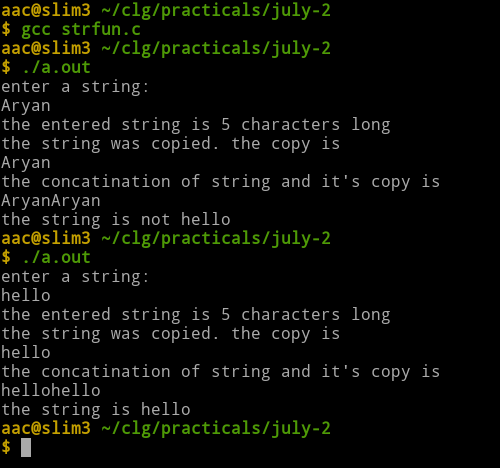 aac@slim3 ~/clg/practicals/july-2
$ gcc strfun.c
aac@slim3 ~/clg/practicals/july-2
$ ./a.out
enter a string:
Aryan
the entered string is 5 characters long
the string was copied. the copy is
Aryan
the concatination of string and it's copy is
AryanAryan
the string is not hello
aac@slim3 ~/clg/practicals/july-2
$ ./a.out
enter a string:
hello
the entered string is 5 characters long
the string was copied. the copy is
hello
the concatination of string and it's copy is
hellohello
the string is hello
aac@slim3 ~/clg/practicals/july-2
$